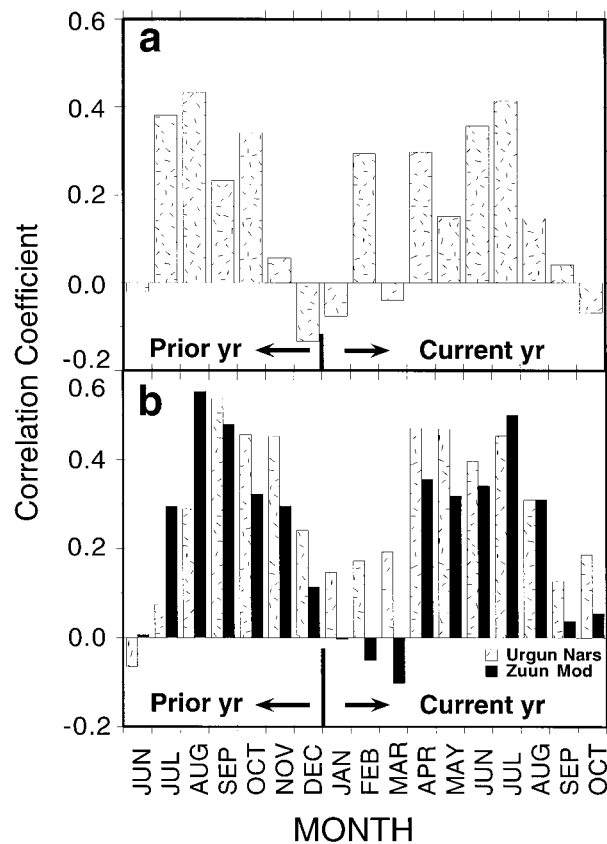 a
0.6
0.4
0.2
0.0
-0.2
Prior yr
Current yr
b
0.6
0.4
0.2
0.0
-0.2
Urgun Nars
Zuun Mod
Prior yr
Current yr
Correlation Coefficient
JUN
JUL
AUG
SEP
OCT
NOV
DEC
JAN
FEB
MAR
APR
MAY
JUN
JUL
AUG
SEP
OCT
MONTH